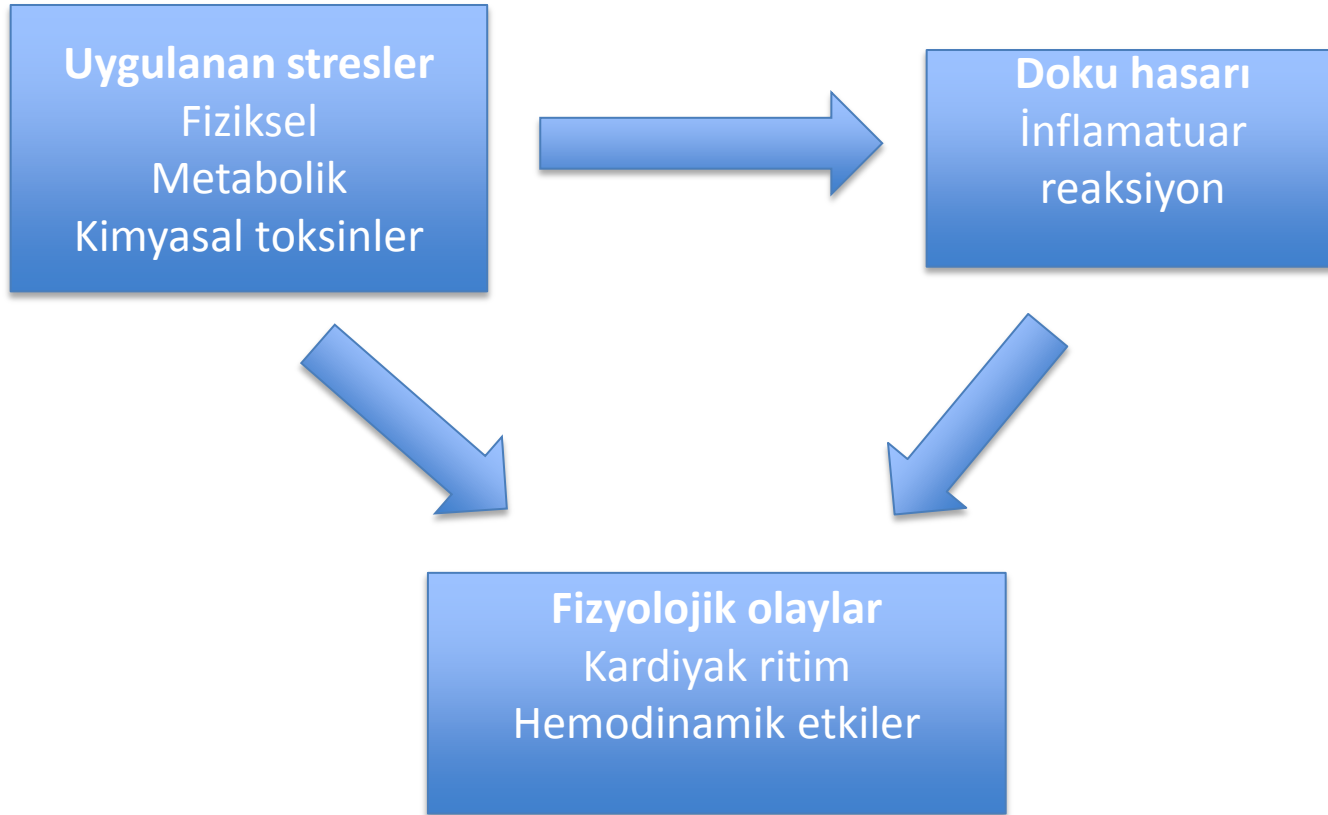 Uygulanan stresler
Fiziksel
Metabolik
Kimyasal toksinler
Doku hasarı
İnflamatuar
reaksiyon
Fizyolojik olaylar
Kardiyak ritim
Hemodinamik etkiler